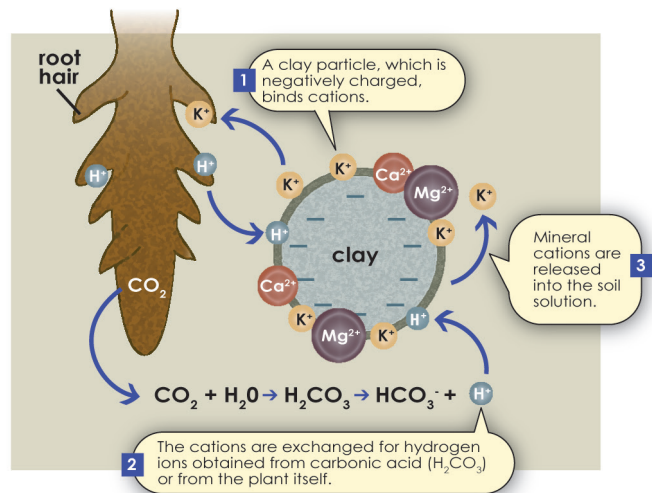 root
hair
1
A clay particle, which is
negatively charged,
binds cations.
K⁺
H⁺
H⁺
K⁺
K⁺
Ca²⁺
Mg²⁺
K⁺
K⁺
H⁺
clay
Ca²⁺
K⁺
Mg²⁺
K⁺
H⁺
Mineral
cations are
released
into the soil
solution.
3
CO₂
CO₂ + H₂0→ H₂CO₃→ HCO₃⁻ + H⁺
2
The cations are exchanged for hydrogen
ions obtained from carbonic acid (H₂CO₃)
or from the plant itself.